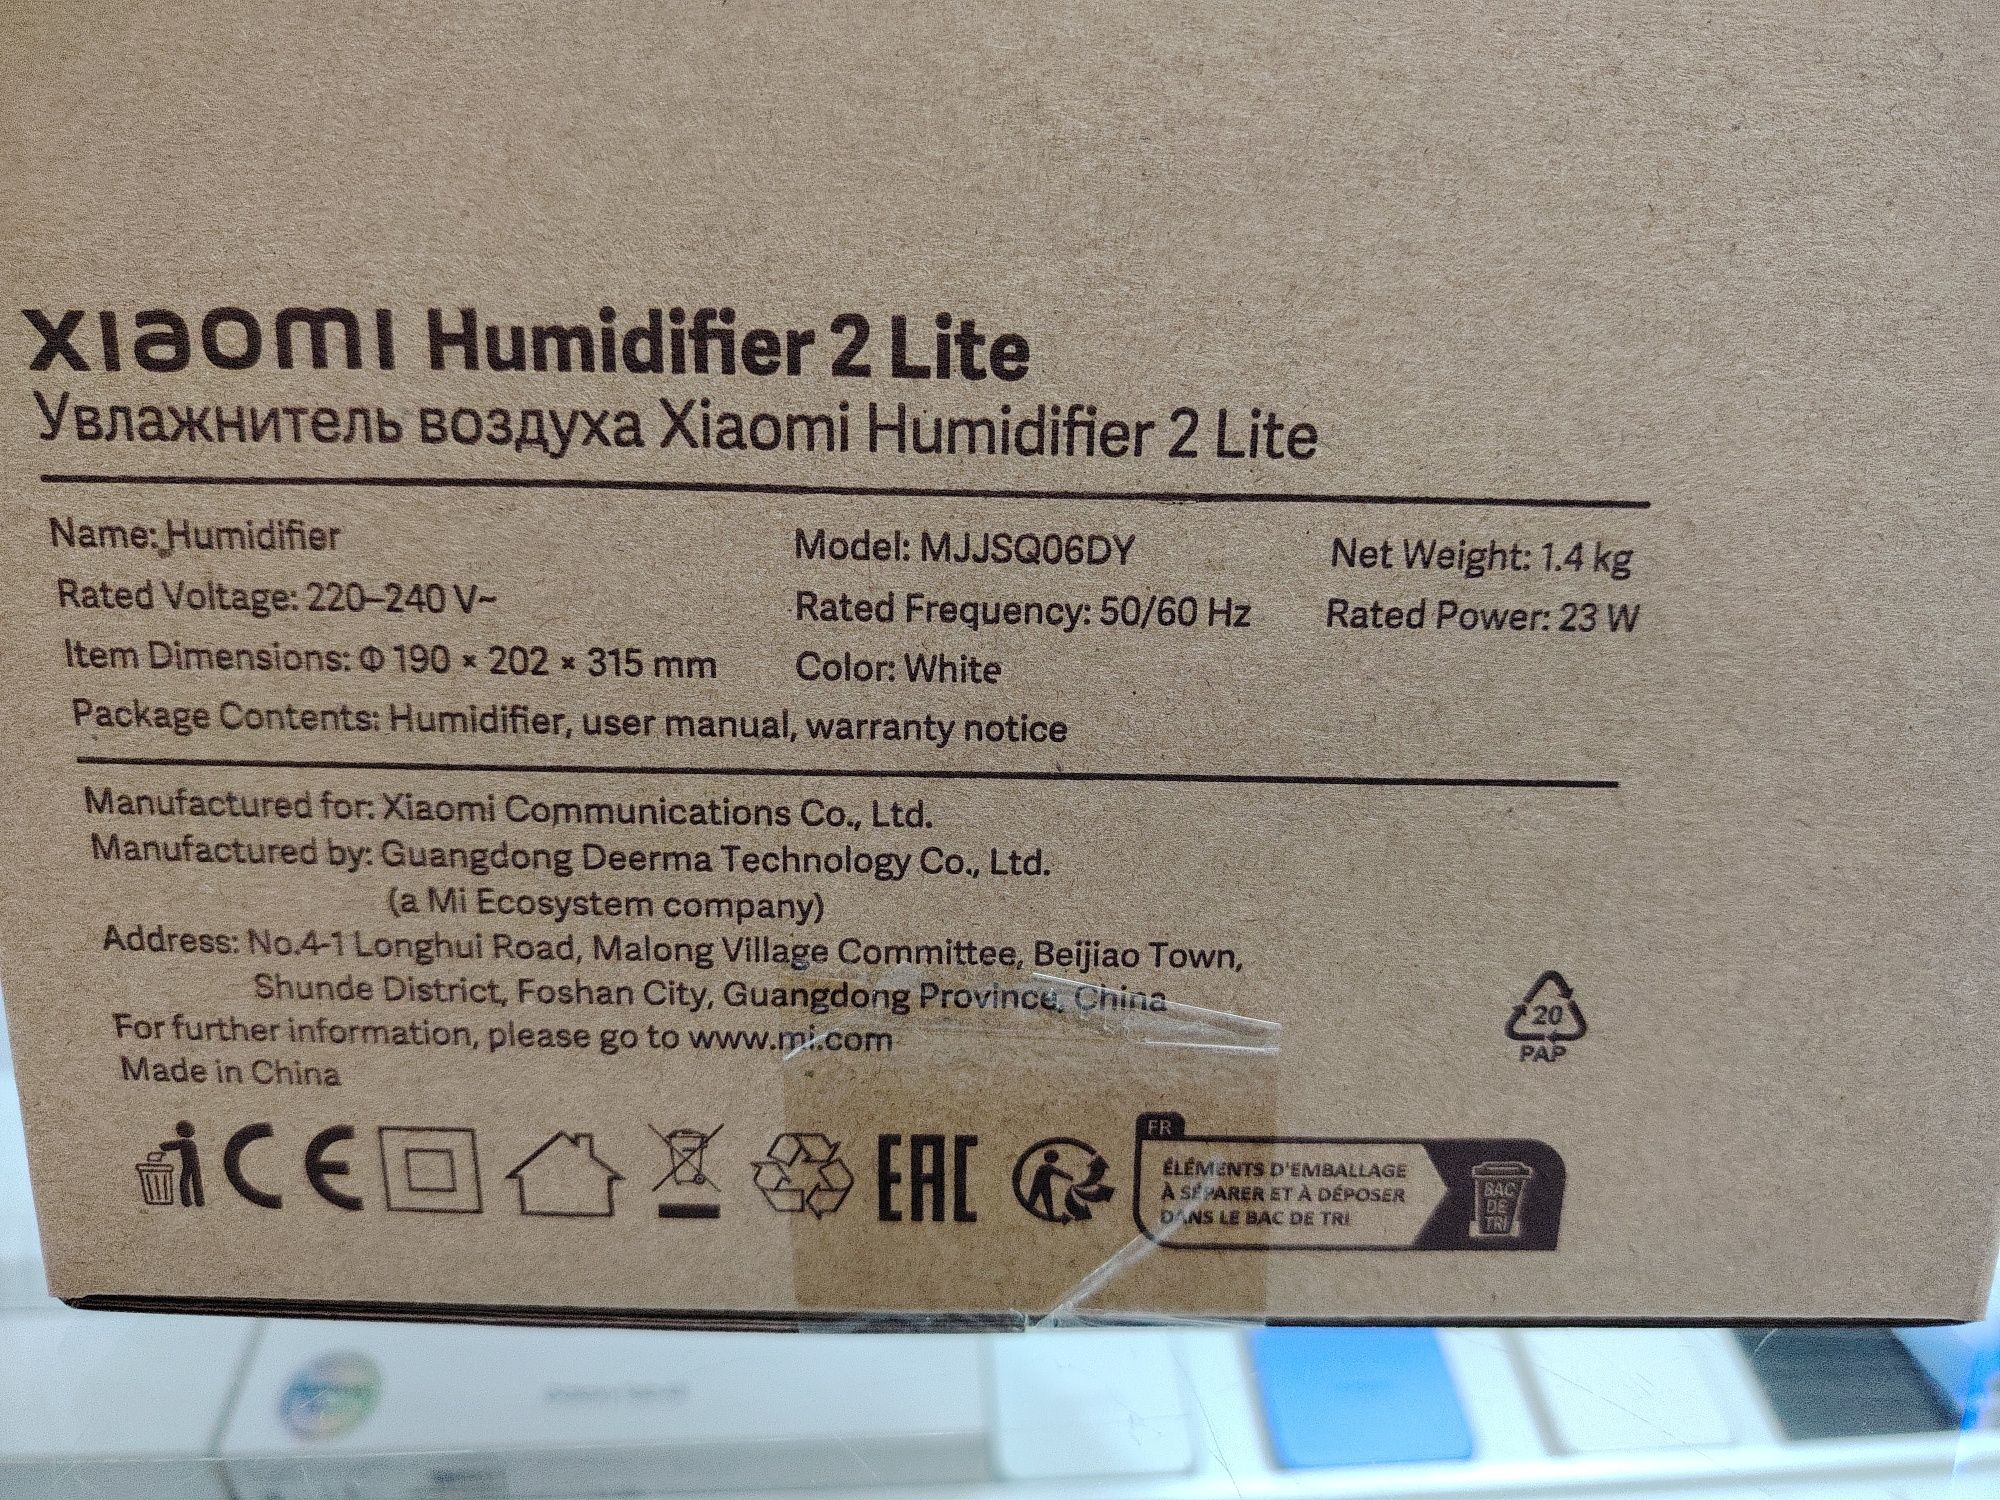 xiaomi Humidifier 2 Lite
Увлажнитель воздуха Xiaomi Humidifier 2 Lite
Name: Humidifier Model: MJJSQ06DY Net Weight: 1.4 kg
Rated Voltage: 220–240 V~ Rated Frequency: 50/60 Hz Rated Power: 23 W
Item Dimensions: Φ 190 × 202 × 315 mm Color: White
Package Contents: Humidifier, user manual, warranty notice
Manufactured for: Xiaomi Communications Co., Ltd.
Manufactured by: Guangdong Deerma Technology Co., Ltd.
(a Mi Ecosystem company)
Address: No.4-1 Longhui Road, Malong Village Committee, Beijiao Town,
Shunde District, Foshan City, Guangdong Province, China
For further information, please go to www.mi.com
Made in China
20
PAP
CE
EAC
FR
ÉLÉMENTS D'EMBALLAGE
À SÉPARER ET À DÉPOSER
DANS LE BAC DE TRI
BAC
DE
TRI